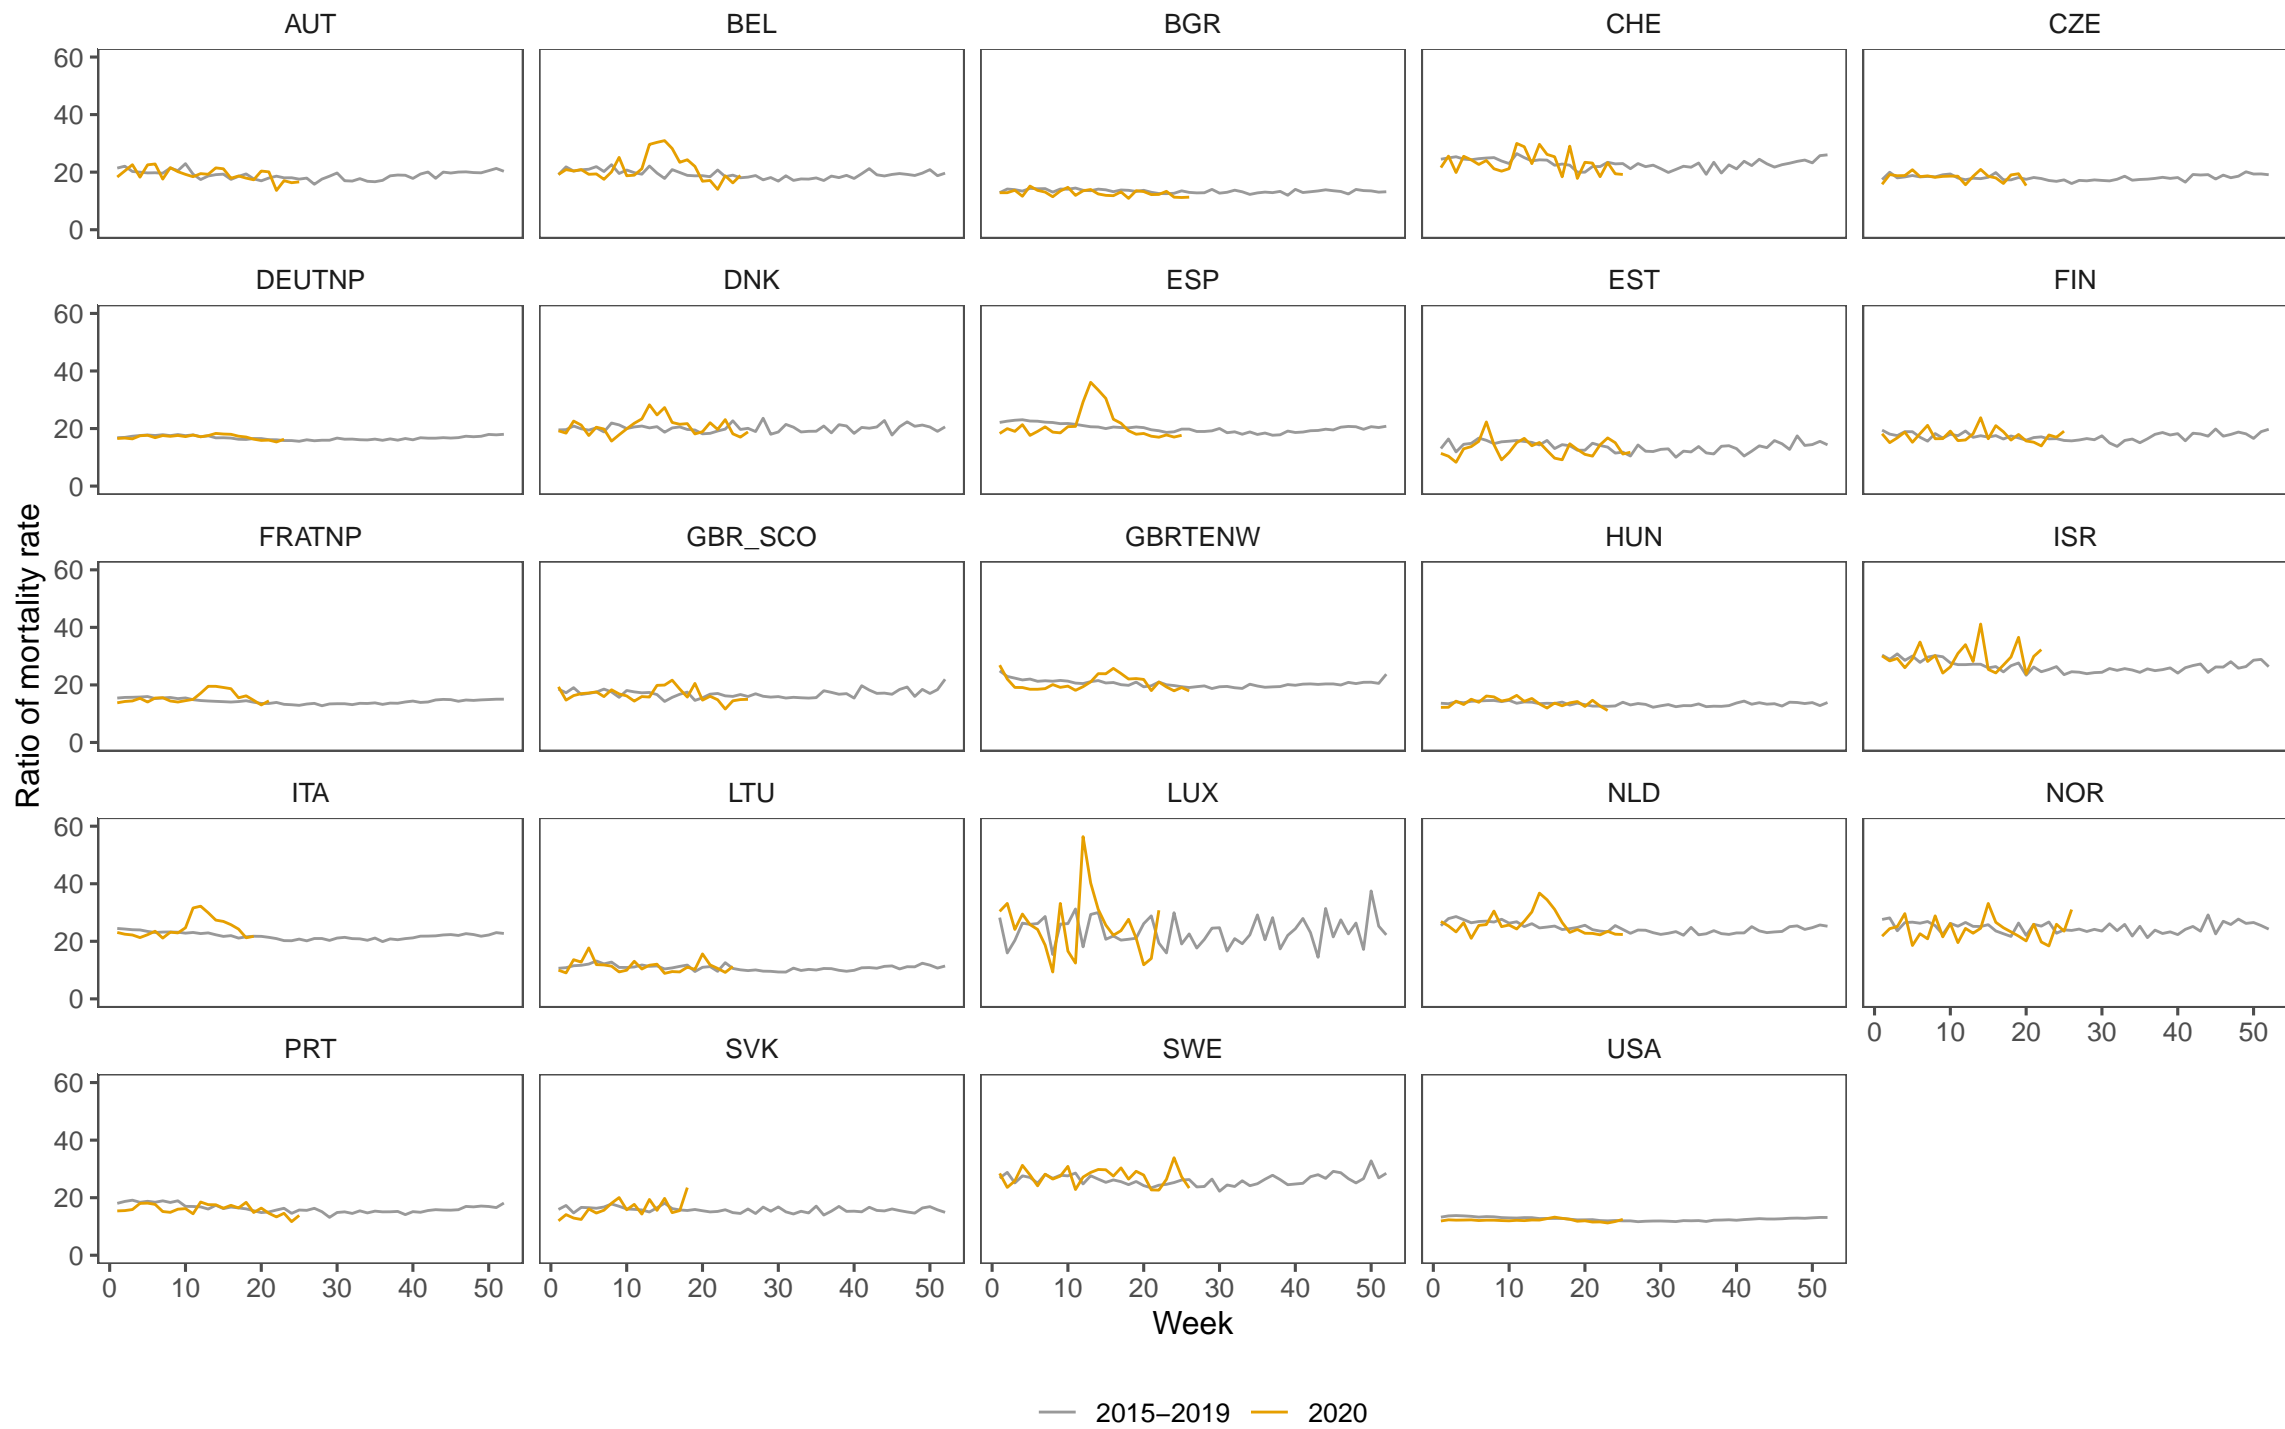 AUT BEL BGR CHE CZE
60
40
20
0
DEUTNP DNK ESP EST FIN
60
40
20
0
FRATNP GBR_SCO GBRTENW HUN ISR
60
40
20
0
ITA LTU LUX NLD NOR
60
40
20
0
0 10 20 30 40 50
PRT SVK SWE USA
60
40
20
0
0 10 20 30 40 50 0 10 20 30 40 50 0 10 20 30 40 50 0 10 20 30 40 50
Ratio of mortality rate
Week
2015–2019 2020